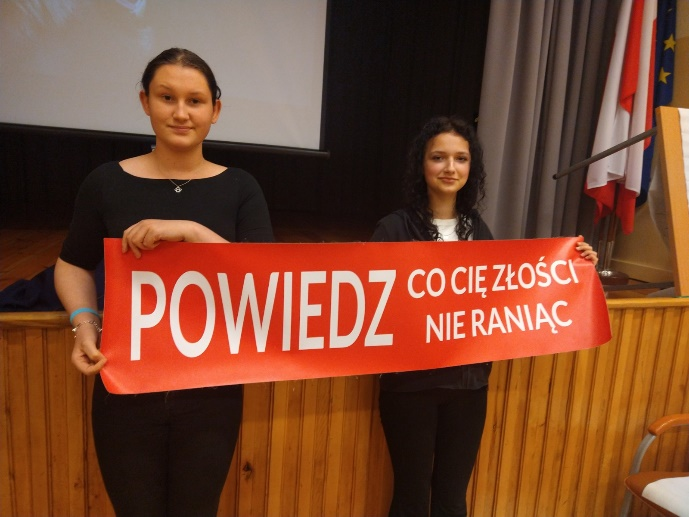 POWIEDZ
CO CIĘ ZŁOŚCI
NIE RANIĄC